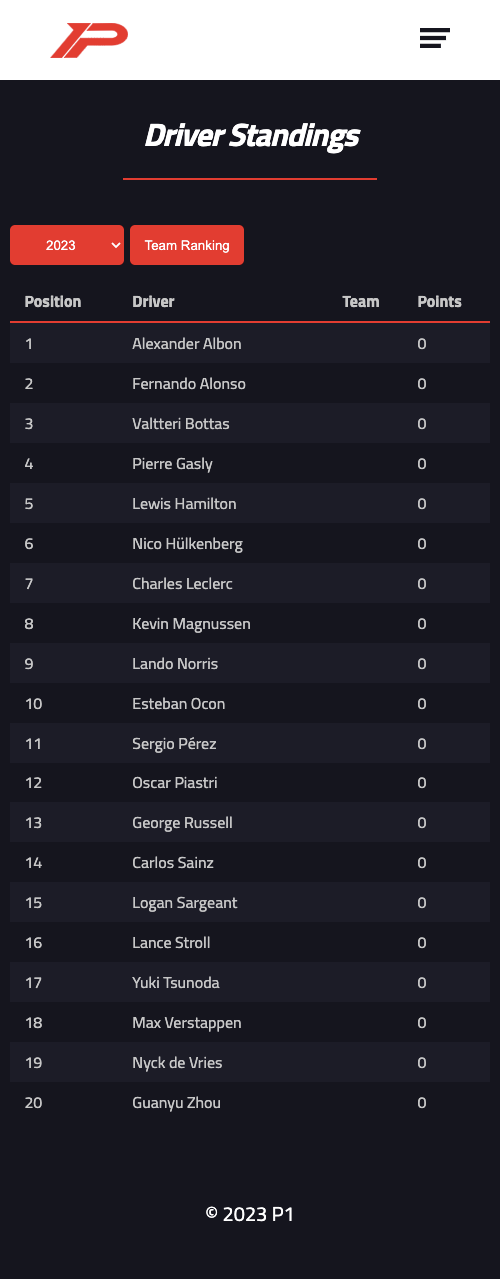 P
Driver Standings
2023 Team Ranking
Position Driver Team Points
1 Alexander Albon 0
2 Fernando Alonso 0
3 Valtteri Bottas 0
4 Pierre Gasly 0
5 Lewis Hamilton 0
6 Nico Hülkenberg 0
7 Charles Leclerc 0
8 Kevin Magnussen 0
9 Lando Norris 0
10 Esteban Ocon 0
11 Sergio Pérez 0
12 Oscar Piastri 0
13 George Russell 0
14 Carlos Sainz 0
15 Logan Sargeant 0
16 Lance Stroll 0
17 Yuki Tsunoda 0
18 Max Verstappen 0
19 Nyck de Vries 0
20 Guanyu Zhou 0
© 2023 P1